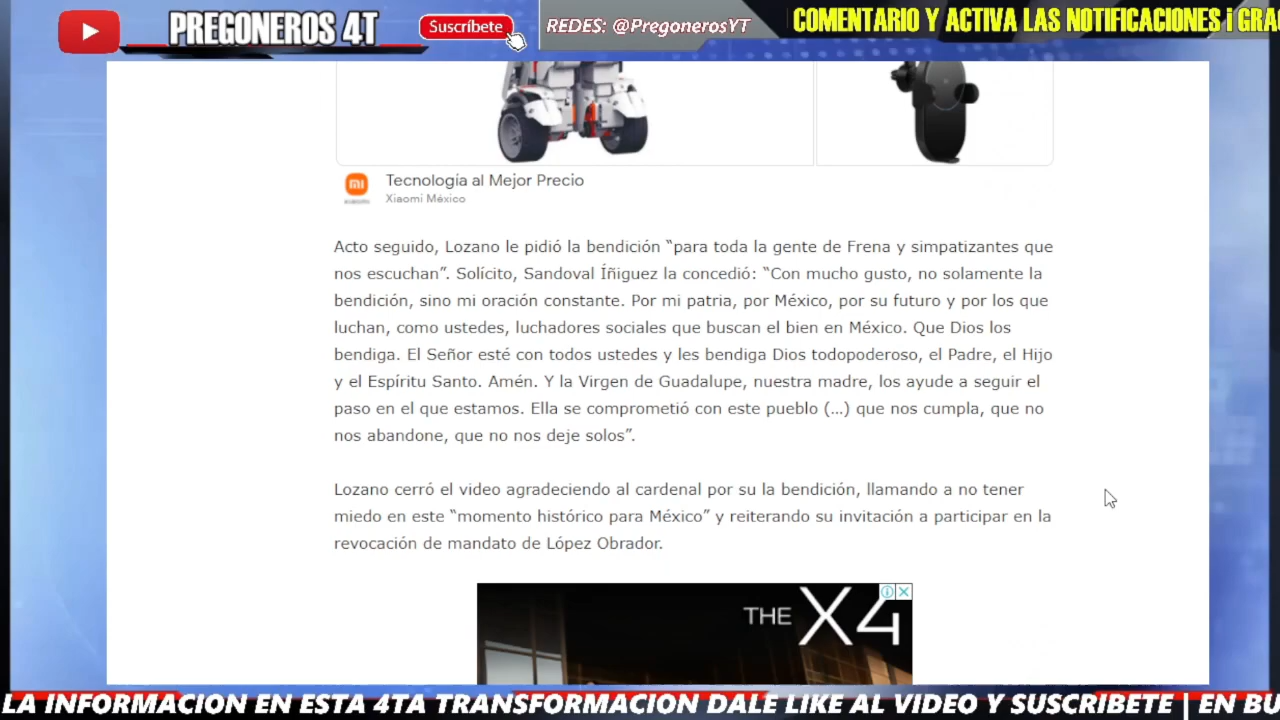 PREGONEROS 4T
Suscríbete
REDES: @PregonerosYT
COMENTARIO Y ACTIVA LAS NOTIFICACIONES ¡ GRA
mi
Tecnología al Mejor Precio
Xiaomi México
Acto seguido, Lozano le pidió la bendición “para toda la gente de Frena y simpatizantes que
nos escuchan”. Solícito, Sandoval Íñiguez la concedió: “Con mucho gusto, no solamente la
bendición, sino mi oración constante. Por mi patria, por México, por su futuro y por los que
luchan, como ustedes, luchadores sociales que buscan el bien en México. Que Dios los
bendiga. El Señor esté con todos ustedes y les bendiga Dios todopoderoso, el Padre, el Hijo
y el Espíritu Santo. Amén. Y la Virgen de Guadalupe, nuestra madre, los ayude a seguir el
paso en el que estamos. Ella se comprometió con este pueblo (…) que nos cumpla, que no
nos abandone, que no nos deje solos”.
Lozano cerró el video agradeciendo al cardenal por su la bendición, llamando a no tener
miedo en este “momento histórico para México” y reiterando su invitación a participar en la
revocación de mandato de López Obrador.
THE X4
LA INFORMACION EN ESTA 4TA TRANSFORMACION DALE LIKE AL VIDEO Y SUSCRIBETE | EN BU